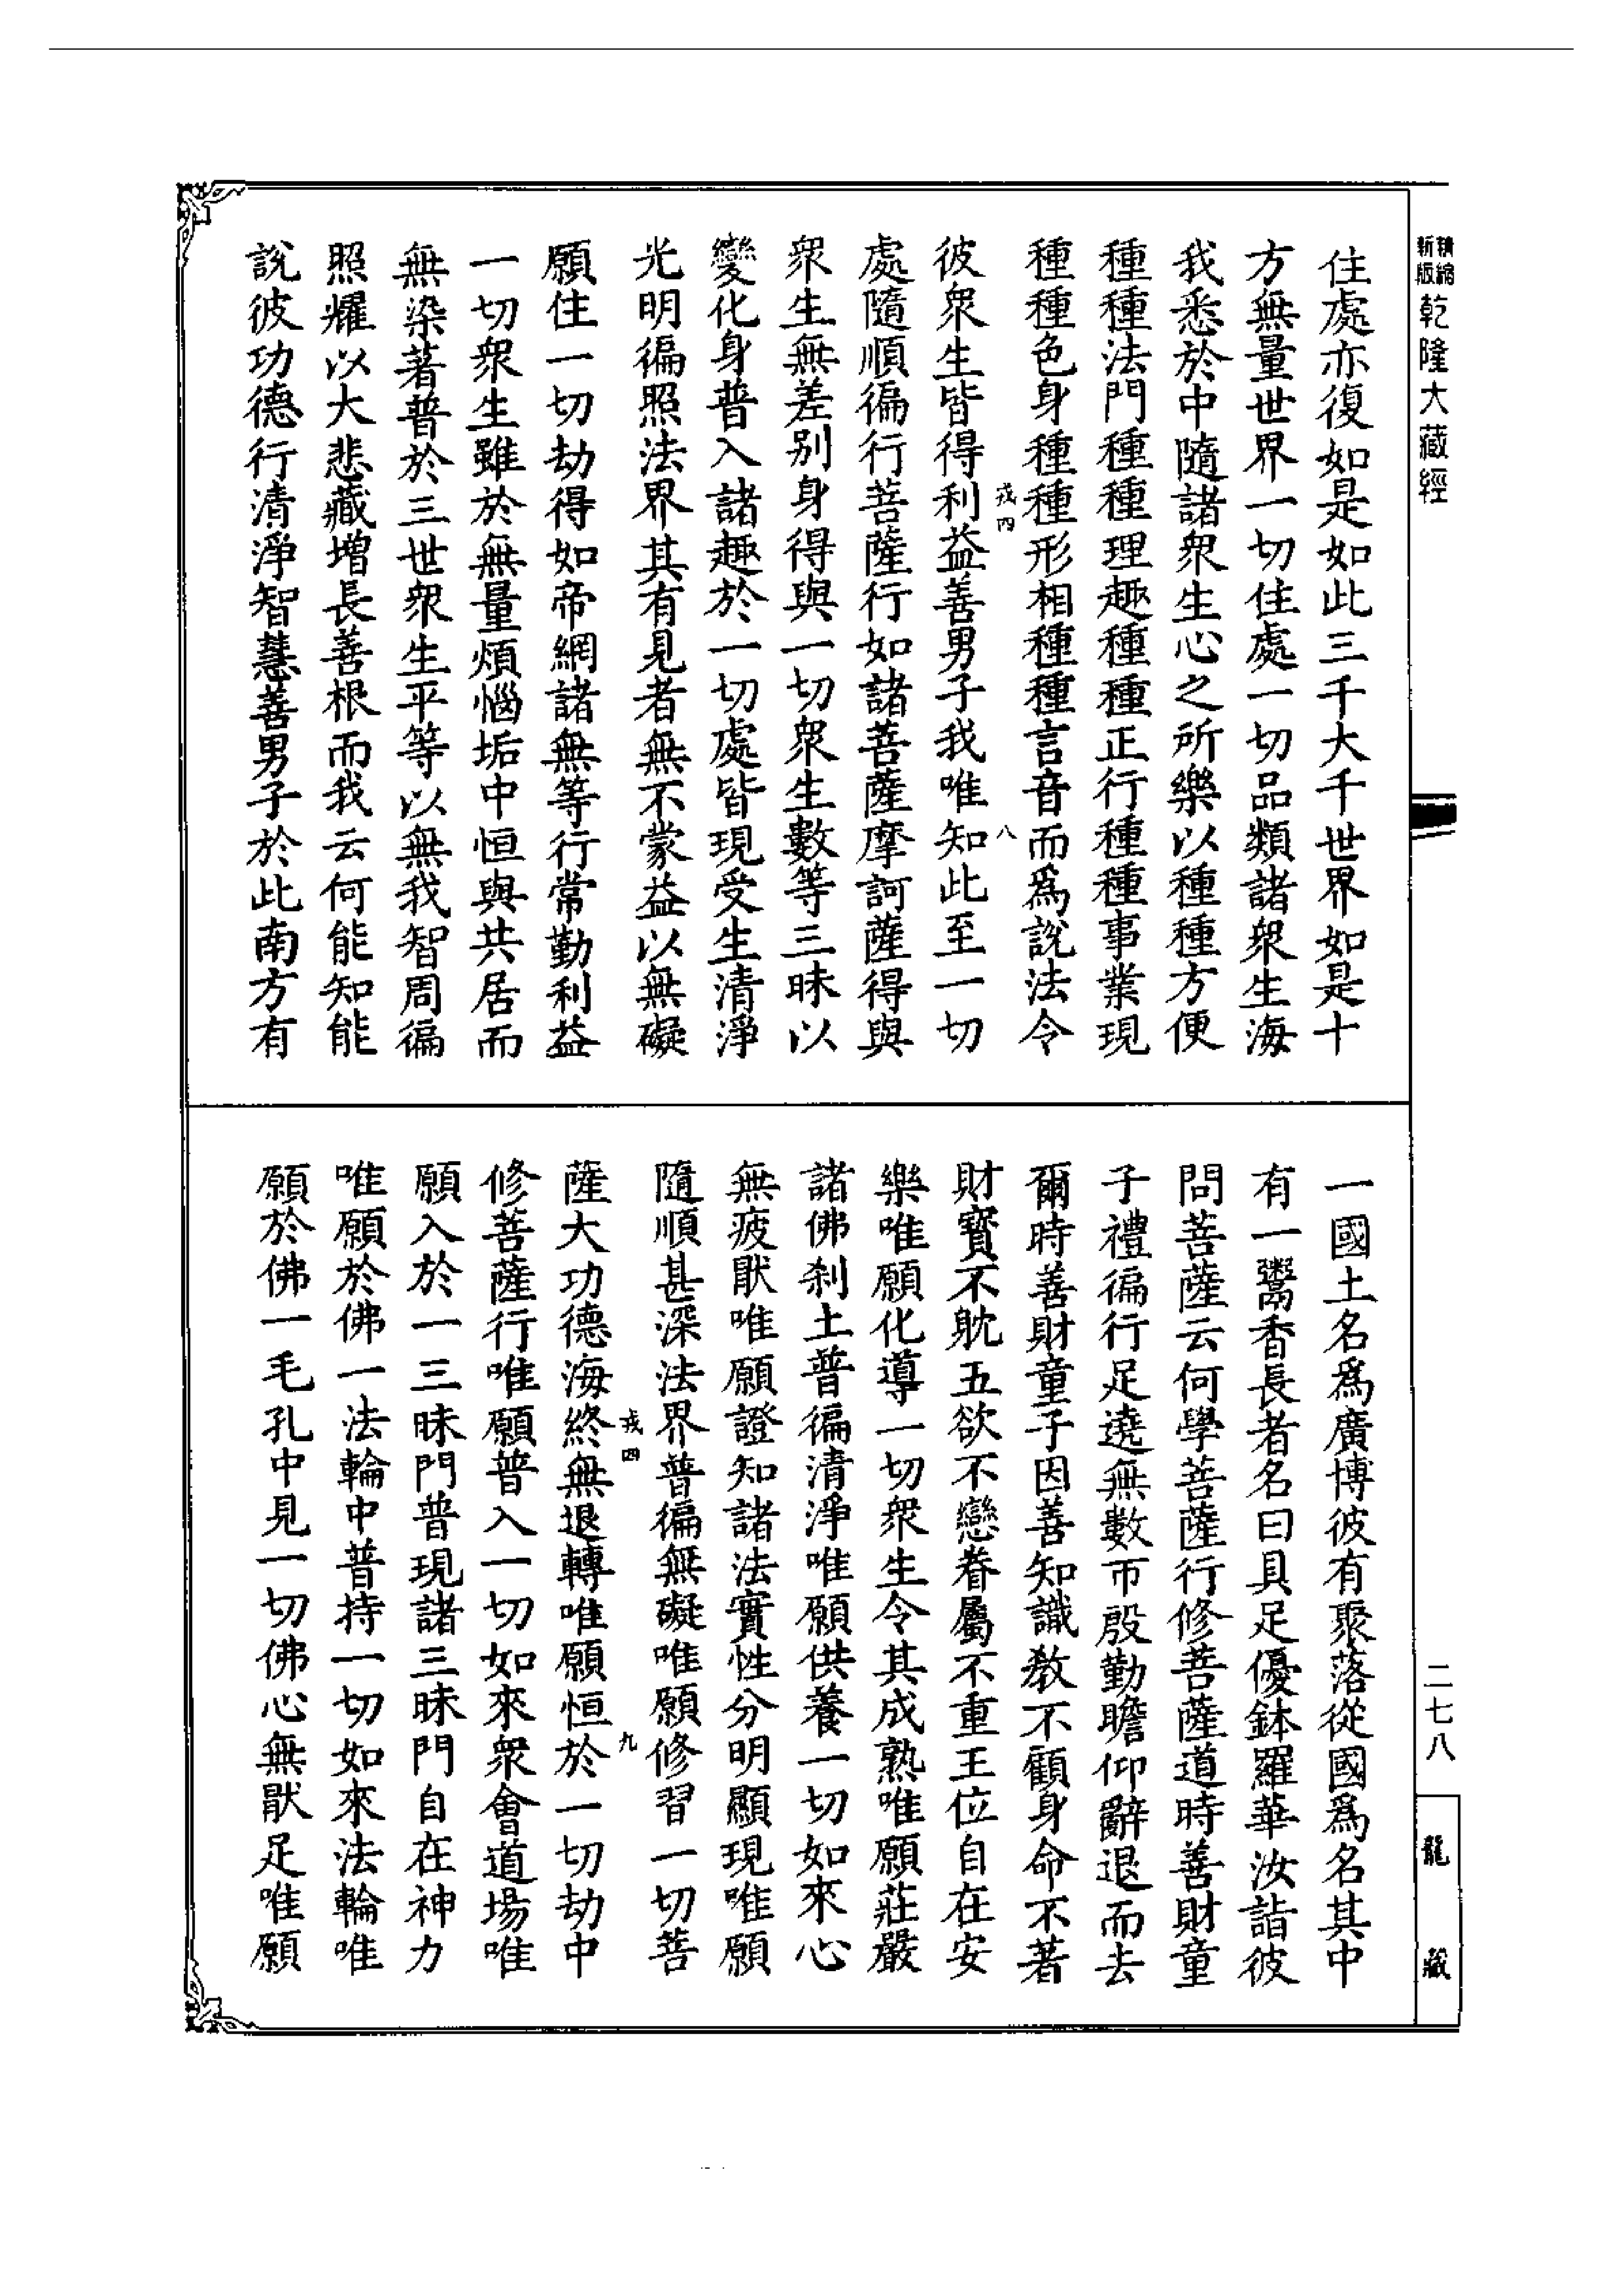 精縮新版乾隆大藏經
住處亦復如是如此三千大千世界如是十
方無量世界一切住處一切品類諸眾生海
我悉於中隨諸眾生心之所樂以種種方便
種種法門種種理趣種種正行種種事業現
種種色身種種形相種種言音而為說法令
戎四 八
彼眾生皆得利益善男子我唯知此至一切
處隨順徧行菩薩行如諸菩薩摩訶薩得與
眾生無差別身得與一切眾生數等三昧以
變化身普入諸趣於一切處皆現受生清淨
光明徧照法界其有見者無不蒙益以無礙
願住一切劫得如帝網諸無等行常勤利益
一切眾生雖於無量煩惱垢中恒與共居而
無染著普於三世眾生平等以無我智周徧
照耀以大悲藏增長善根而我云何能知能
說彼功德行清淨智慧善男子於此南方有
一國土名為廣博彼有聚落從國為名其中
有一鬻香長者名曰具足優鉢羅華汝詣彼
問菩薩云何學菩薩行修菩薩道時善財童
子禮徧行足遶無數帀殷勤瞻仰辭退而去
爾時善財童子因善知識教不顧身命不著
財寶不躭五欲不戀眷屬不重王位自在安
樂唯願化導一切眾生令其成熟唯願莊嚴
諸佛剎土普徧清淨唯願供養一切如來心
無疲厭唯願證知諸法實性分明顯現唯願
隨順甚深法界普徧無礙唯願修習一切菩
戎四 九
薩大功德海終無退轉唯願恒於一切劫中
修菩薩行唯願普入一切如來眾會道場唯
願入於一三昧門普現諸三昧門自在神力
唯願於佛一法輪中普持一切如來法輪唯
願於佛一毛孔中見一切佛心無厭足唯願
二七八
龍藏